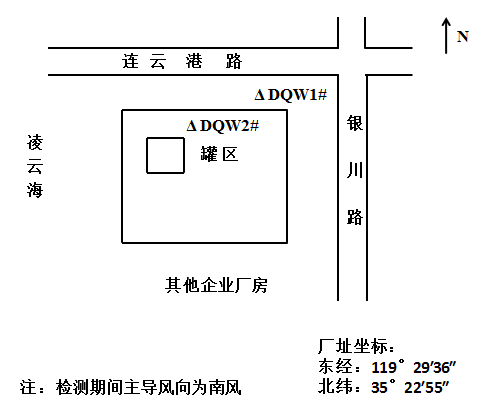 N
连云港路
Δ DQW1#
Δ DQW2#
罐区
凌云海
银川路
其他企业厂房
厂址坐标：
东经：119°29′36″
北纬：35°22′55″
注：检测期间主导风向为南风